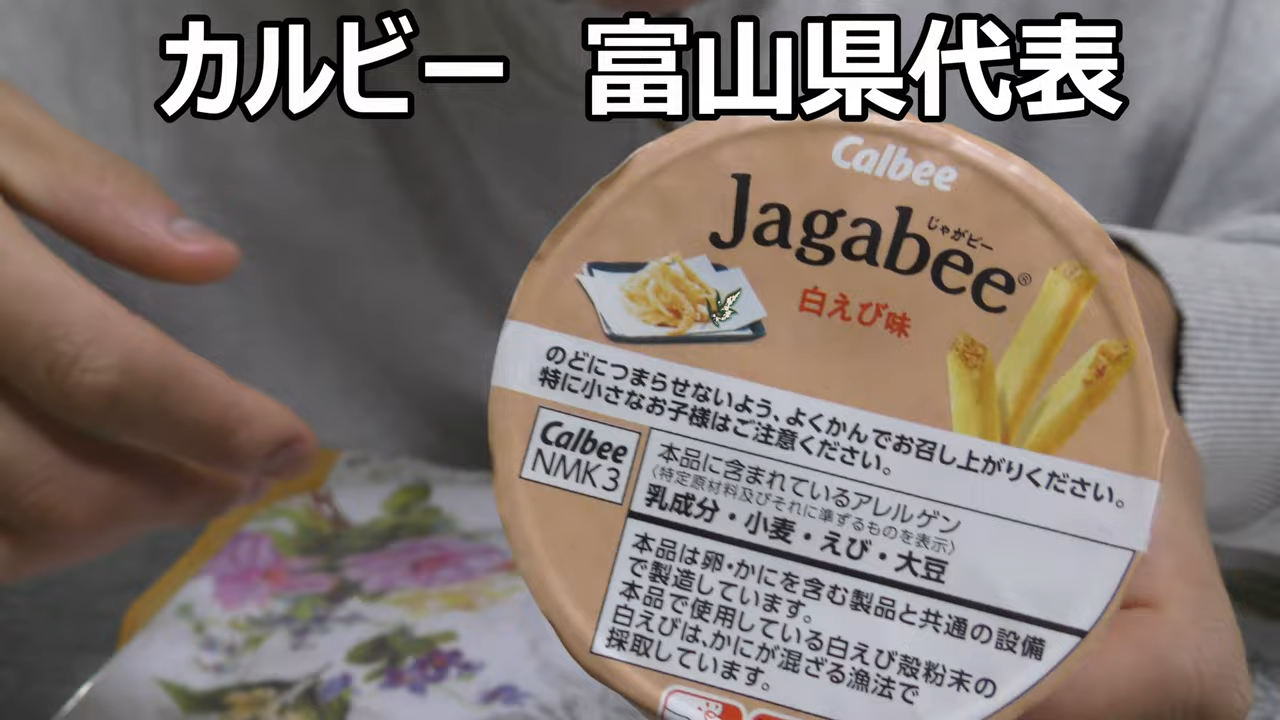 カルビー　富山県代表
Calbee
じゃがビー
Jagabee®
白えび味
のどにつまらせないよう、よくかんでお召し上がりください。
特に小さなお子様はご注意ください。
Calbee
NMK3
本品に含まれているアレルゲン
〈特定原材料及びそれに準ずるものを表示〉
乳成分・小麦・えび・大豆
本品は卵・かにを含む製品と共通の設備
で製造しています。
本品で使用している白えび殻粉末の
白えびは、かにが混ざる漁法で
採取しています。